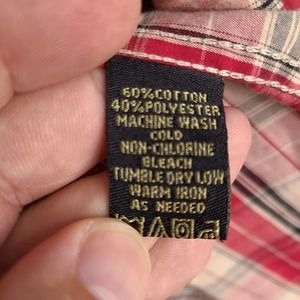 60%COTTON
40%POLYESTER
MACHINE WASH
COLD
NON-CHLORINE
BLEACH
TUMBLE DRY LOW
WARM IRON
AS NEEDED